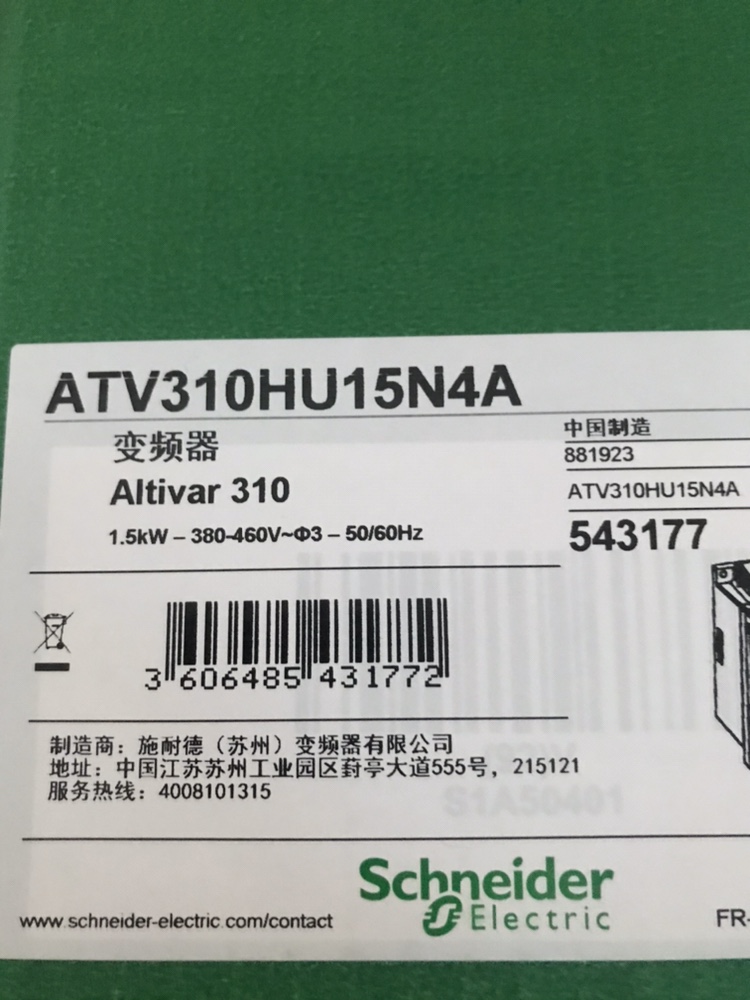 ATV310HU15N4A
变频器
Altivar 310
1.5kW – 380-460V~Φ3 – 50/60Hz
中国制造
881923
ATV310HU15N4A
543177
3 606485 431772
制造商：施耐德（苏州）变频器有限公司
地址：中国江苏苏州工业园区葑亭大道555号，215121
服务热线：4008101315
S1A50401
Schneider
Electric
www.schneider-electric.com/contact
FR-